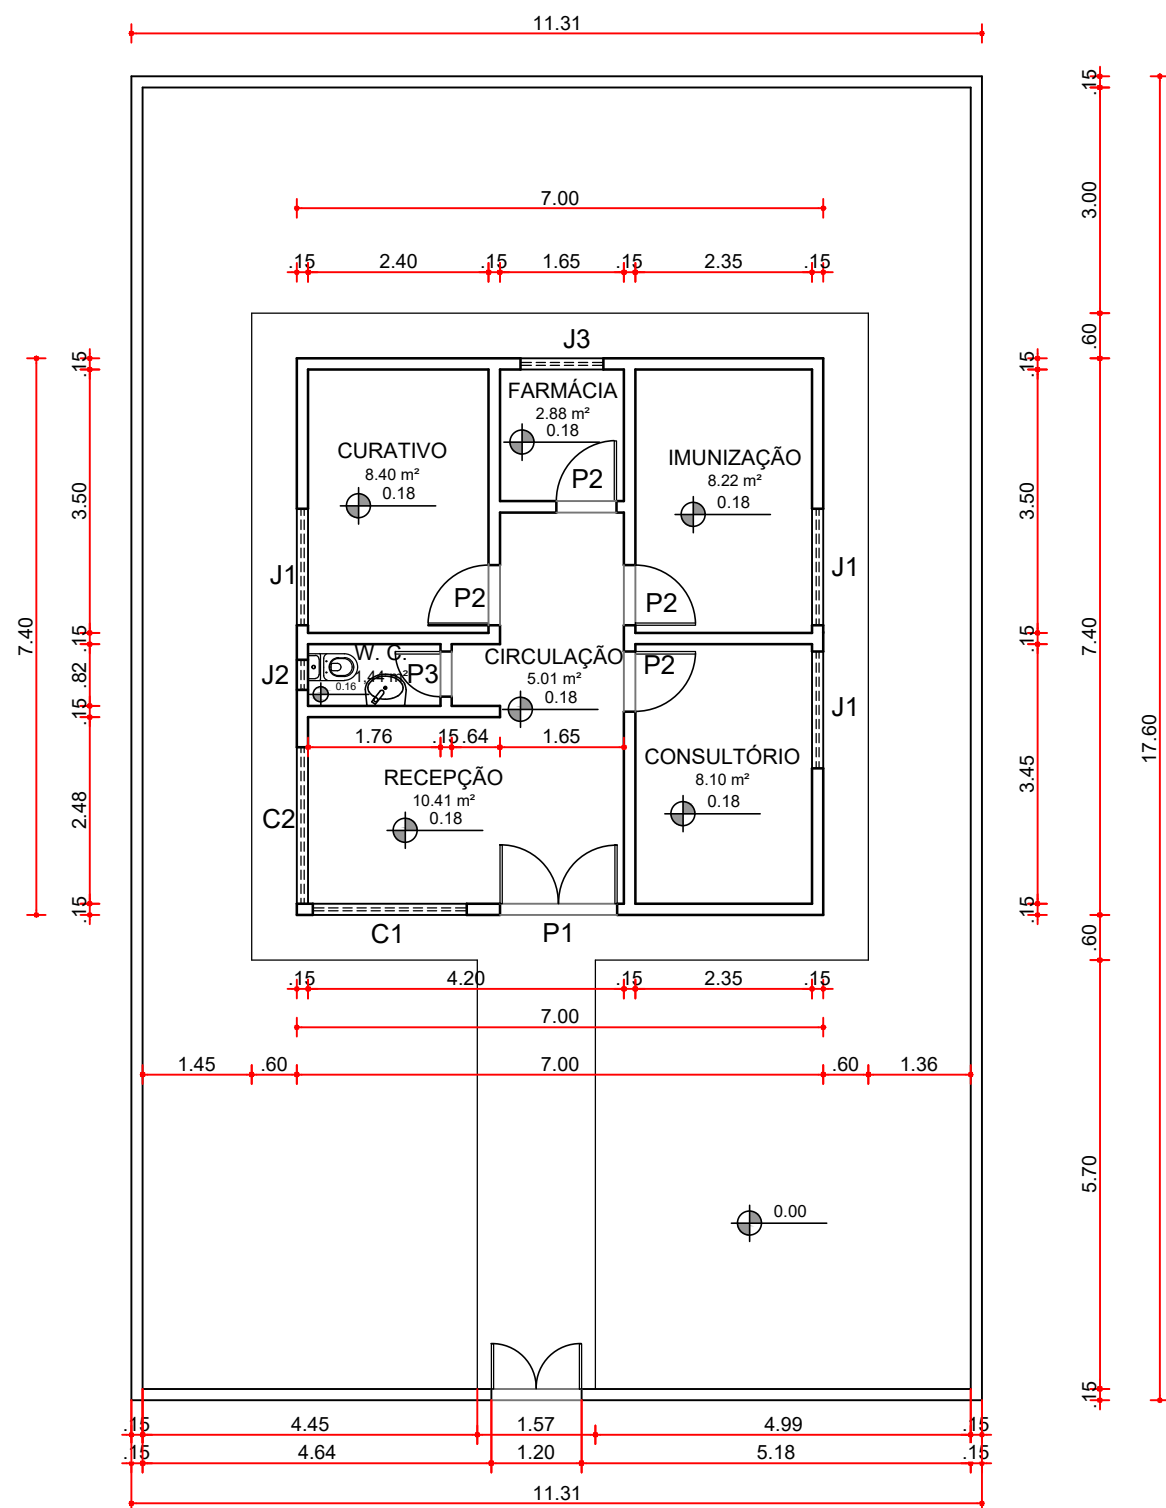 11.31
.15
3.00
7.00
.15
2.40
.15
1.65
.15
2.35
.15
.60
J3
.15
.15
FARMÁCIA
2.88 m²
0.18
CURATIVO
8.40 m²
0.18
IMUNIZAÇÃO
8.22 m²
0.18
P2
3.50
3.50
J1
J1
P2
P2
7.40
7.40
.15
.15
W. C.
1,44 m²
0.16
P3
J2
.82
CIRCULAÇÃO
5.01 m²
0.18
P2
J1
.15
1.76
.15
.64
1.65
17.60
RECEPÇÃO
10.41 m²
0.18
CONSULTÓRIO
8.10 m²
0.18
C2
2.48
3.45
.15
.15
C1
P1
.60
.15
4.20
.15
2.35
.15
7.00
1.45
.60
7.00
.60
1.36
5.70
0.00
.15
.15
4.45
1.57
4.99
.15
.15
4.64
1.20
5.18
.15
11.31